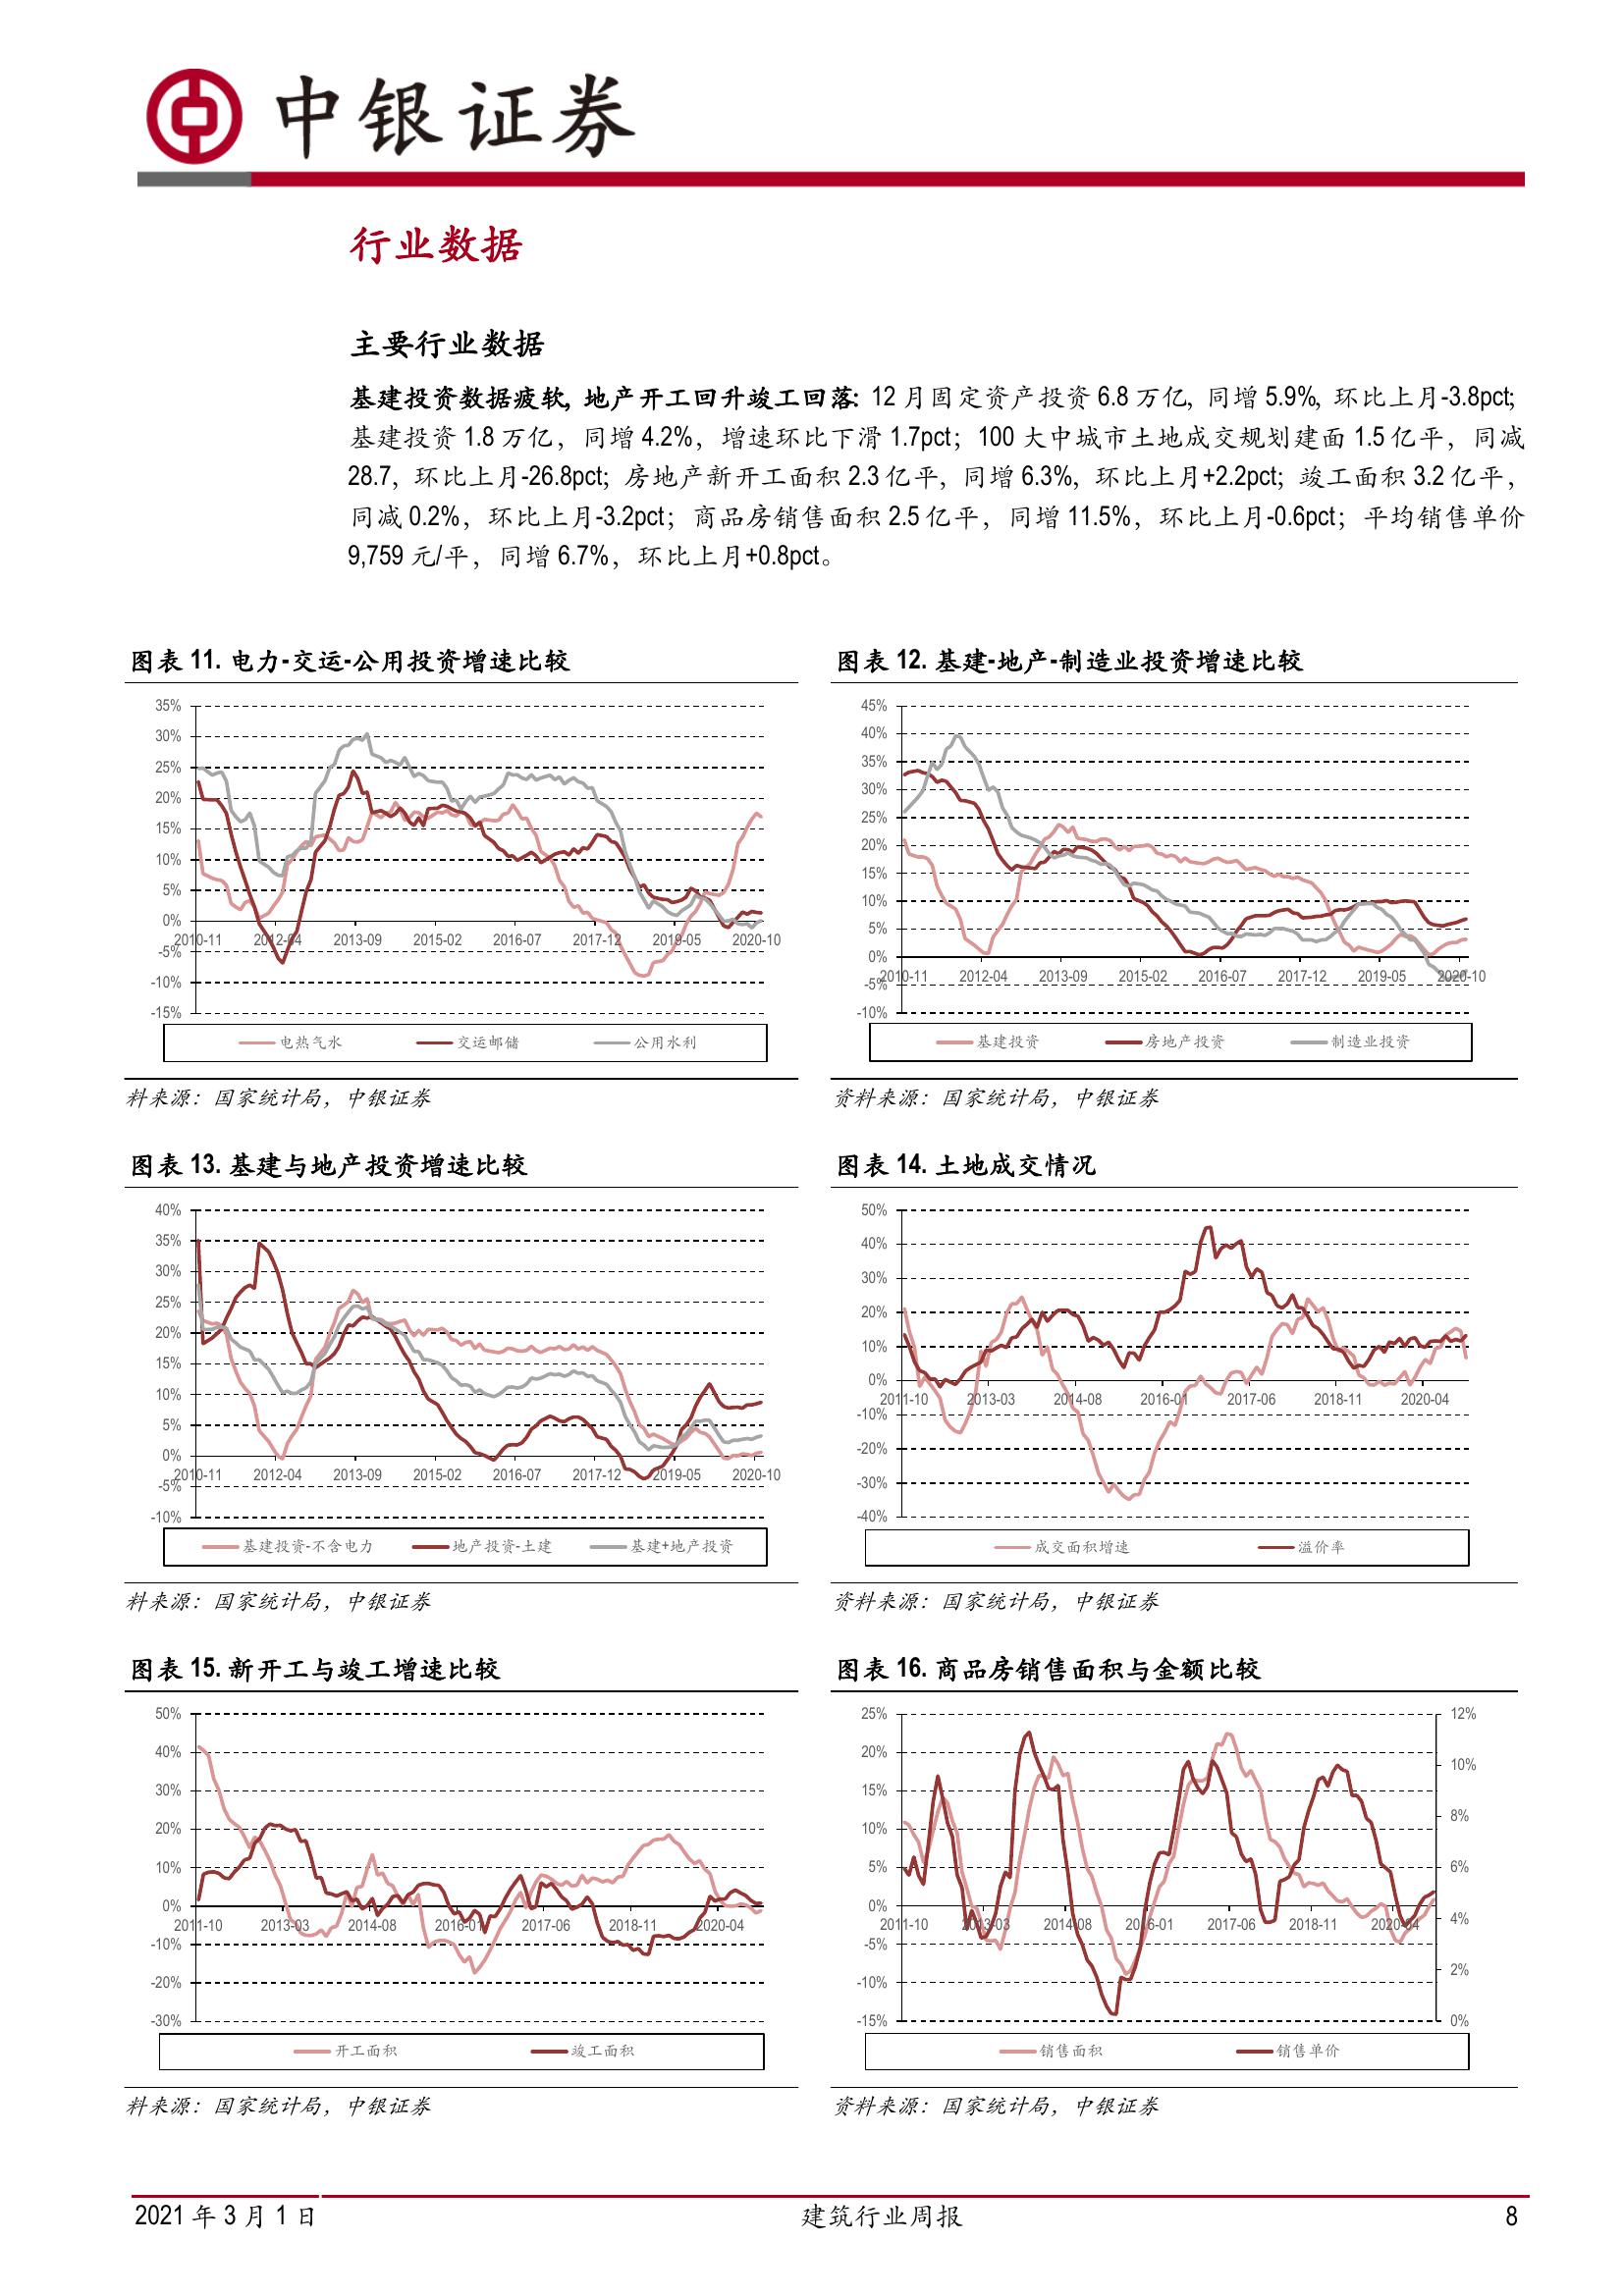 中银证券
行业数据
主要行业数据
基建投资数据疲软,地产开工回升竣工回落:12 月固定资产投资 6.8 万亿,同增 5.9%,环比上月-3.8pct;
基建投资 1.8 万亿,同增 4.2%,增速环比下滑 1.7pct;100 大中城市土地成交规划建面 1.5 亿平,同减
28.7,环比上月-26.8pct;房地产新开工面积 2.3 亿平,同增 6.3%,环比上月+2.2pct;竣工面积 3.2 亿平,
同减 0.2%,环比上月-3.2pct;商品房销售面积 2.5 亿平,同增 11.5%,环比上月-0.6pct;平均销售单价
9,759 元/平,同增 6.7%,环比上月+0.8pct。
图表 11. 电力-交运-公用投资增速比较
35%
30%
25%
20%
15%
10%
5%
0%
-5%
-10%
-15%
2010-11 2012-04 2013-09 2015-02 2016-07 2017-12 2019-05 2020-10
电热气水 交运邮储 公用水利
料来源:国家统计局,中银证券
图表 12. 基建-地产-制造业投资增速比较
45%
40%
35%
30%
25%
20%
15%
10%
5%
0%
-5%
-10%
2010-11 2012-04 2013-09 2015-02 2016-07 2017-12 2019-05 2020-10
基建投资 房地产投资 制造业投资
资料来源:国家统计局,中银证券
图表 13. 基建与地产投资增速比较
40%
35%
30%
25%
20%
15%
10%
5%
0%
-5%
-10%
2010-11 2012-04 2013-09 2015-02 2016-07 2017-12 2019-05 2020-10
基建投资-不含电力 地产投资-土建 基建+地产投资
料来源:国家统计局,中银证券
图表 14. 土地成交情况
50%
40%
30%
20%
10%
0%
-10%
-20%
-30%
-40%
2011-10 2013-03 2014-08 2016-01 2017-06 2018-11 2020-04
成交面积增速 溢价率
资料来源:国家统计局,中银证券
图表 15. 新开工与竣工增速比较
50%
40%
30%
20%
10%
0%
-10%
-20%
-30%
2011-10 2013-03 2014-08 2016-01 2017-06 2018-11 2020-04
开工面积 竣工面积
料来源:国家统计局,中银证券
图表 16. 商品房销售面积与金额比较
25%
20%
15%
10%
5%
0%
-5%
-10%
-15%
12%
10%
8%
6%
4%
2%
0%
2011-10 2013-03 2014-08 2016-01 2017-06 2018-11 2020-04
销售面积 销售单价
资料来源:国家统计局,中银证券
2021 年 3 月 1 日 建筑行业周报 8